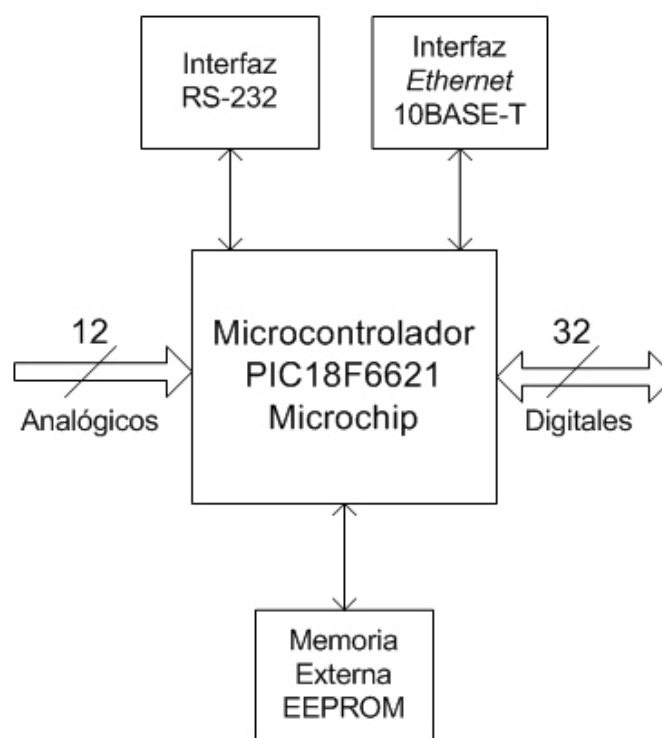 Interfaz
RS-232
Interfaz
Ethernet
10BASE-T
12
Analógicos
Microcontrolador
PIC18F6621
Microchip
32
Digitales
Memoria
Externa
EEPROM